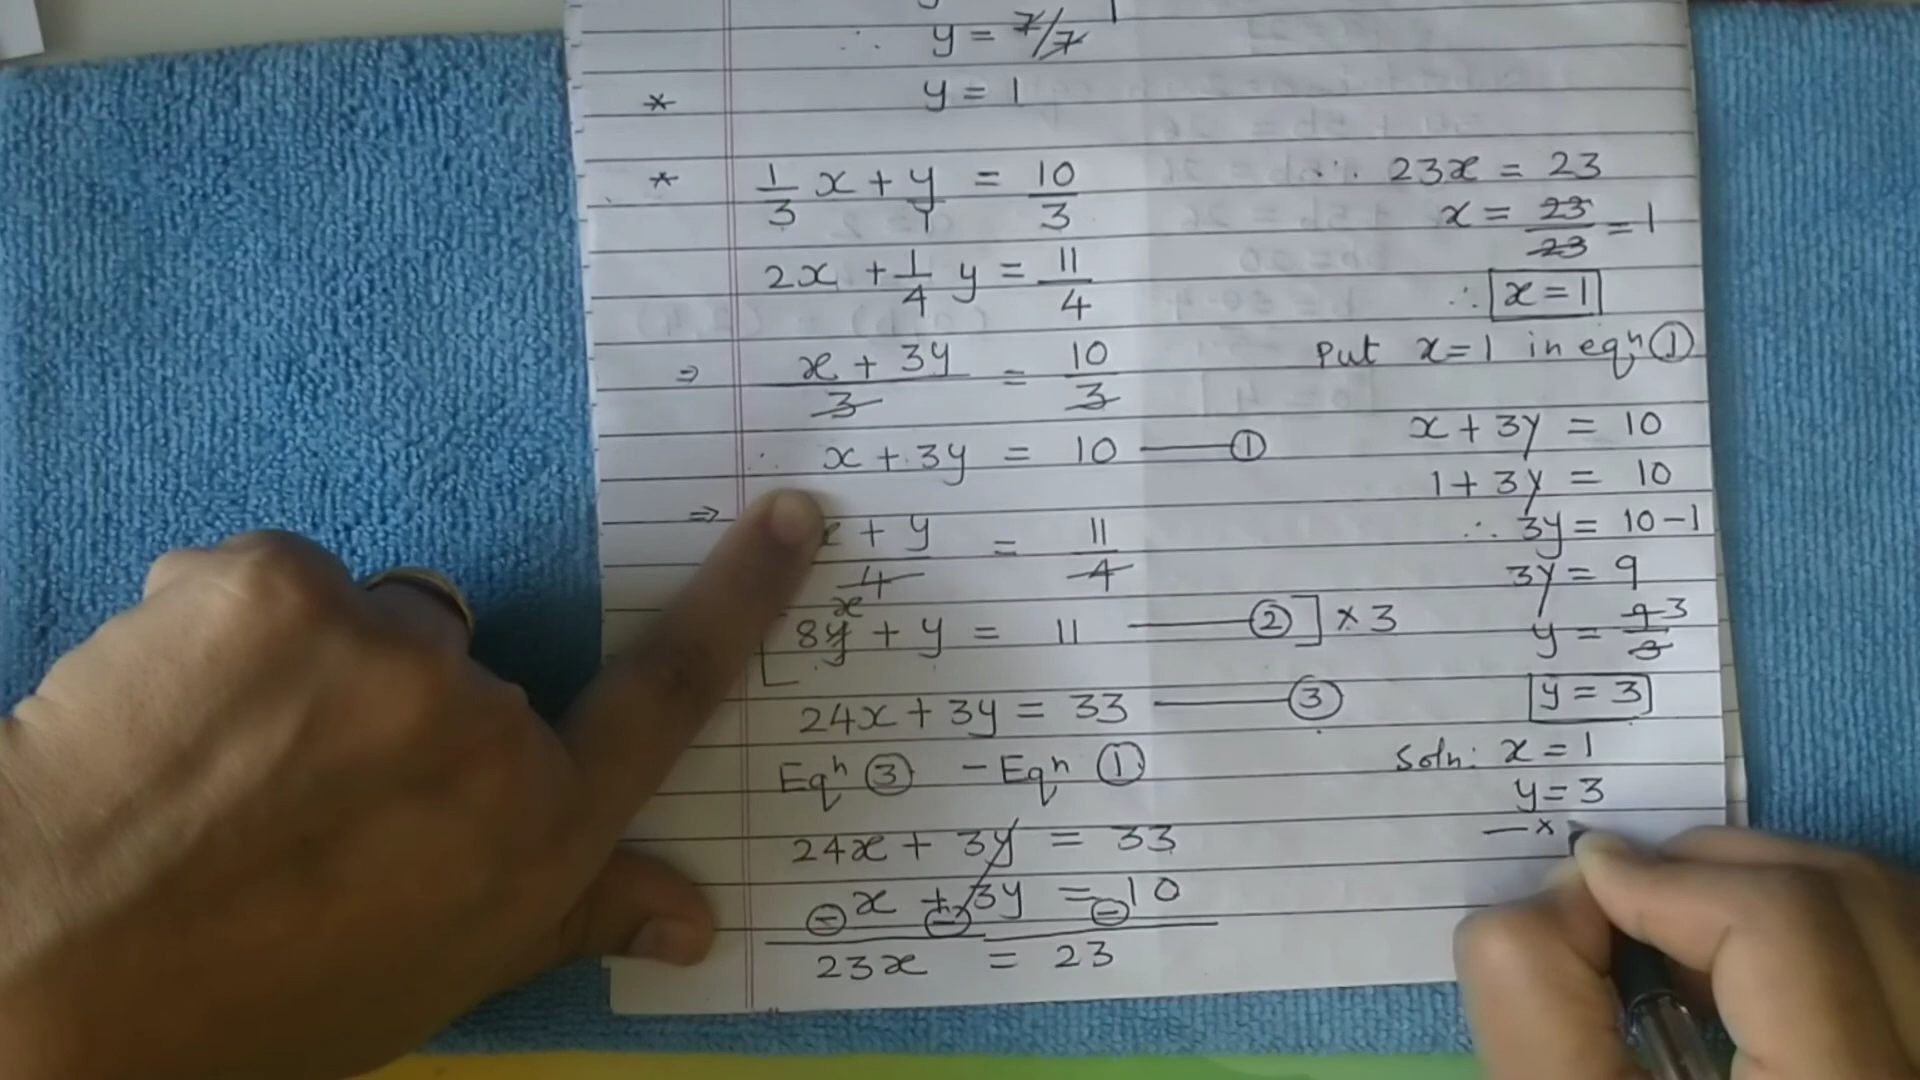 ∴ y = 7/7
* y = 1
* 1/3 x + y/1 = 10/3
2x + 1/4 y = 11/4
⇒ x + 3y / 3 = 10/3
∴ x + 3y = 10 —— ①
⇒ x + y / 4 = 11/4
[8x + y = 11 —— ②] × 3
24x + 3y = 33 —— ③
Eqn ③ - Eqn ①
24x + 3y = 33
⊖ x + ⊖ 3y = ⊖ 10
23x = 23
∴ 23x = 23
x = 23/23 = 1
∴ x = 1
Put x = 1 in eqn ①
x + 3y = 10
1 + 3y = 10
∴ 3y = 10 - 1
3y = 9
y = 9/3 3
y = 3
Soln: x = 1
y = 3
— ×